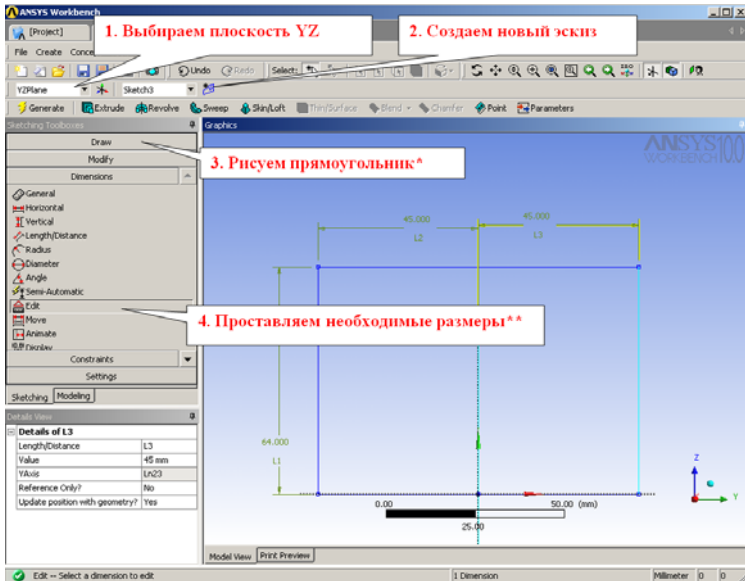 ANSYS Workbench
[Project]
1. Выбираем плоскость YZ
2. Создаем новый эскиз
File Create Conce
Undo Redo Select:
YZPlane Sketch3
Generate Extrude Revolve Sweep Skin/Loft Thin/Surface Blend Chamfer Point Parameters
Sketching Toolboxes
Graphics
Draw
Modify
Dimensions
General
Horizontal
Vertical
Length/Distance
Radius
Diameter
Angle
Semi-Automatic
Edit
Move
Animate
Display
Constraints
Settings
Sketching Modeling
3. Рисуем прямоугольник*
4. Проставляем необходимые размеры**
ANSYS 10.0
WORKBENCH
45.000
L2
45.000
L3
64.000
L1
0.00
50.00 (mm)
25.00
Z
Y
Details View
Details of L3
Length/Distance L3
Value 45 mm
YAxis Ln23
Reference Only? No
Update position with geometry? Yes
Model View Print Preview
Edit -- Select a dimension to edit
1 Dimension
Millimeter 0 0